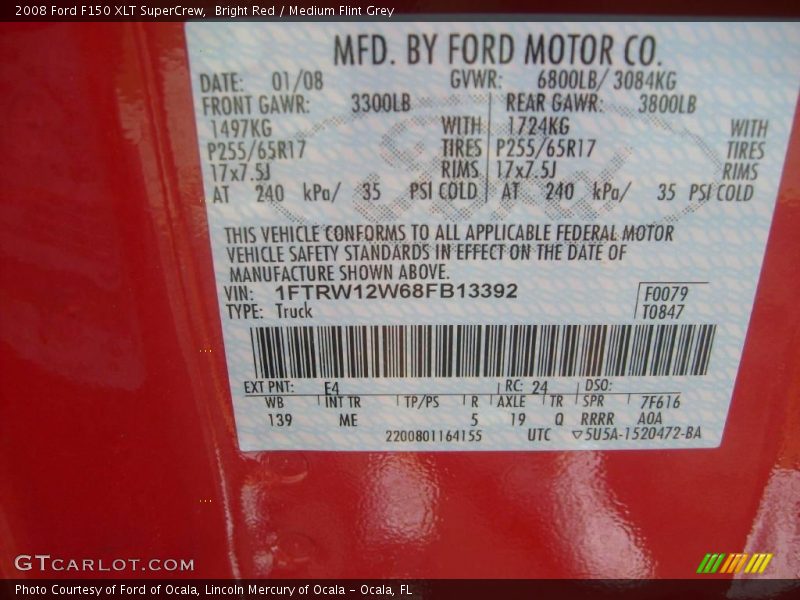 2008 Ford F150 XLT SuperCrew,  Bright Red / Medium Flint Grey
MFD. BY FORD MOTOR CO.
DATE: 01/08 GVWR: 6800LB/ 3084KG
FRONT GAWR: 3300LB REAR GAWR: 3800LB
1497KG WITH 1724KG WITH
P255/65R17 TIRES P255/65R17 TIRES
17x7.5J RIMS 17x7.5J RIMS
AT 240 kPa/ 35 PSI COLD AT 240 kPa/ 35 PSI COLD
THIS VEHICLE CONFORMS TO ALL APPLICABLE FEDERAL MOTOR
VEHICLE SAFETY STANDARDS IN EFFECT ON THE DATE OF
MANUFACTURE SHOWN ABOVE.
VIN: 1FTRW12W68FB13392 F0079
TYPE: Truck T0847
EXT PNT: E4 RC: 24 DSO:
WB INT TR TP/PS R AXLE TR SPR 7F616
139 ME 5 19 Q RRRR A0A
2200801164155 UTC ▽5U5A-1520472-BA
GTCARLOT.COM
Photo Courtesy of Ford of Ocala, Lincoln Mercury of Ocala - Ocala, FL